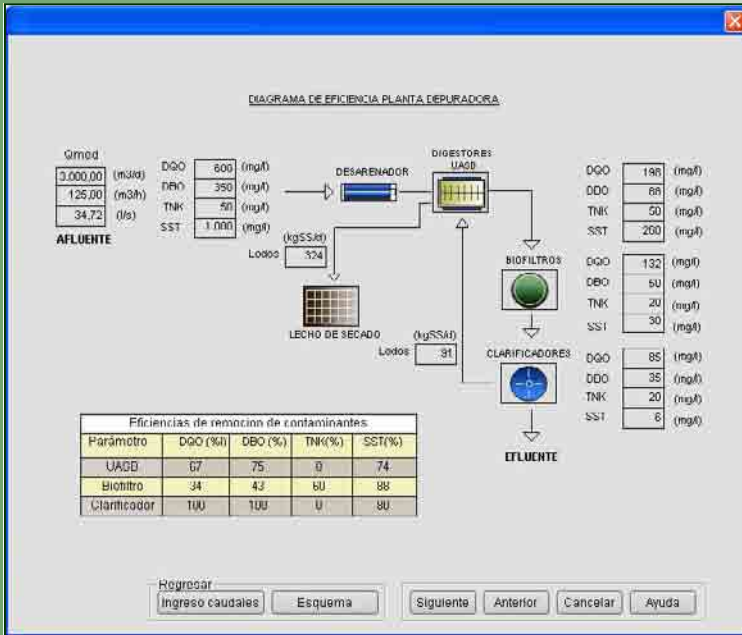 DIAGRAMA DE EFICIENCIA PLANTA DEPURADORA
Qmed
3.000,00 (m3/d)
125,00 (m3/h)
34,72 (l/s)
AFLUENTE
DQO 600 (mg/l)
DBO 350 (mg/l)
TNK 50 (mg/l)
SST 1.000 (mg/l)
DESARENADOR
DIGESTORES
UASB
(kgSS/d)
Lodos 324
LECHO DE SECADO
DQO 198 (mg/l)
DBO 88 (mg/l)
TNK 50 (mg/l)
SST 260 (mg/l)
BIOFILTROS
DQO 132 (mg/l)
DBO 50 (mg/l)
TNK 20 (mg/l)
SST 30 (mg/l)
(kgSS/d)
Lodos 91
CLARIFICADORES
DQO 85 (mg/l)
DBO 35 (mg/l)
TNK 20 (mg/l)
SST 6 (mg/l)
EFLUENTE
Eficiencias de remocion de contaminantes
Parámetro DQO (%) DBO (%) TNK(%) SST(%)
UASB 67 75 0 74
Biofiltro 34 43 60 88
Clarificador 100 100 0 80
Regresar
Ingreso caudales Esquema
Siguiente Anterior Cancelar Ayuda